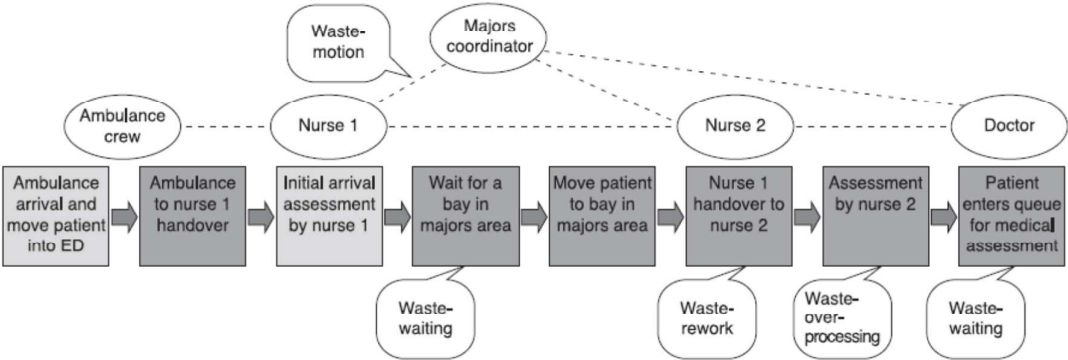 Waste-
motion
Majors
coordinator
Ambulance
crew
Nurse 1
Nurse 2
Doctor
Ambulance
arrival and
move patient
into ED
Ambulance
to nurse 1
handover
Initial arrival
assessment
by nurse 1
Wait for a
bay in
majors area
Move patient
to bay in
majors area
Nurse 1
handover to
nurse 2
Assessment
by nurse 2
Patient
enters queue
for medical
assessment
Waste-
waiting
Waste-
rework
Waste-
over-
processing
Waste-
waiting